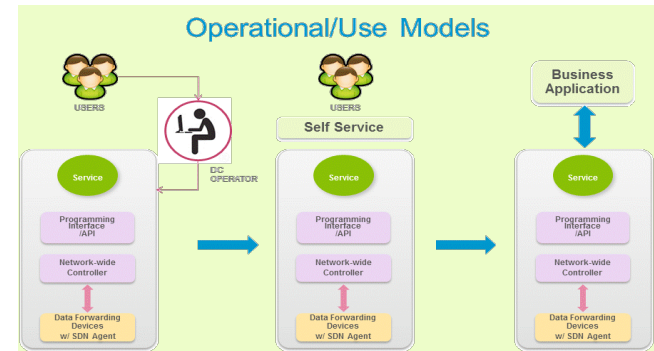 Operational/Use Models
USERS
DC
OPERATOR
Service
Programming
Interface
/API
Network-wide
Controller
Data Forwarding
Devices
w/ SDN Agent
USERS
Self Service
Service
Programming
Interface
/API
Network-wide
Controller
Data Forwarding
Devices
w/ SDN Agent
Business
Application
Service
Programming
Interface
/API
Network-wide
Controller
Data Forwarding
Devices
w/ SDN Agent